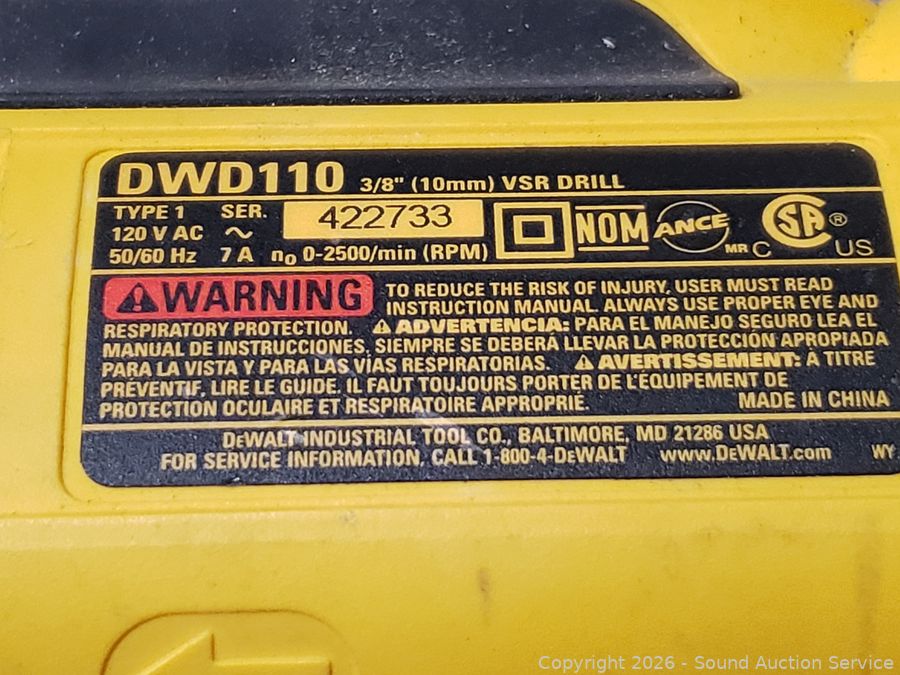 DWD110 3/8" (10mm) VSR DRILL
TYPE 1 SER. 422733
120 V AC ~
50/60 Hz 7 A n₀ 0-2500/min (RPM)
NOM ANCE MR C SA ® US
WARNING TO REDUCE THE RISK OF INJURY, USER MUST READ
INSTRUCTION MANUAL. ALWAYS USE PROPER EYE AND
RESPIRATORY PROTECTION. ADVERTENCIA: PARA EL MANEJO SEGURO LEA EL
MANUAL DE INSTRUCCIONES. SIEMPRE SE DEBERÁ LLEVAR LA PROTECCIÓN APROPIADA
PARA LA VISTA Y PARA LAS VÍAS RESPIRATORIAS. AVERTISSEMENT: À TITRE
PRÉVENTIF, LIRE LE GUIDE. IL FAUT TOUJOURS PORTER DE L'ÉQUIPEMENT DE
PROTECTION OCULAIRE ET RESPIRATOIRE APPROPRIÉ. MADE IN CHINA
DEWALT INDUSTRIAL TOOL CO., BALTIMORE, MD 21286 USA
FOR SERVICE INFORMATION, CALL 1-800-4-DEWALT www.DEWALT.com WY
Copyright © 2026 - Sound Auction Service